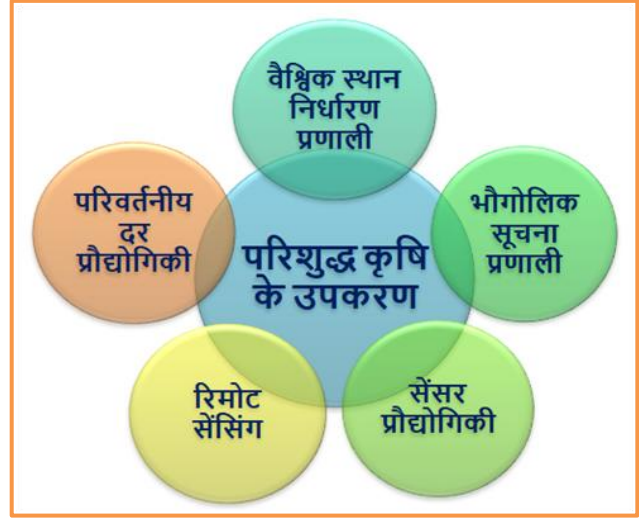 वैश्विक स्थान
निर्धारण
प्रणाली
परिवर्तनीय
दर
प्रौद्योगिकी
भौगोलिक
सूचना
प्रणाली
परिशुद्ध कृषि
के उपकरण
रिमोट
सेंसिंग
सेंसर
प्रौद्योगिकी